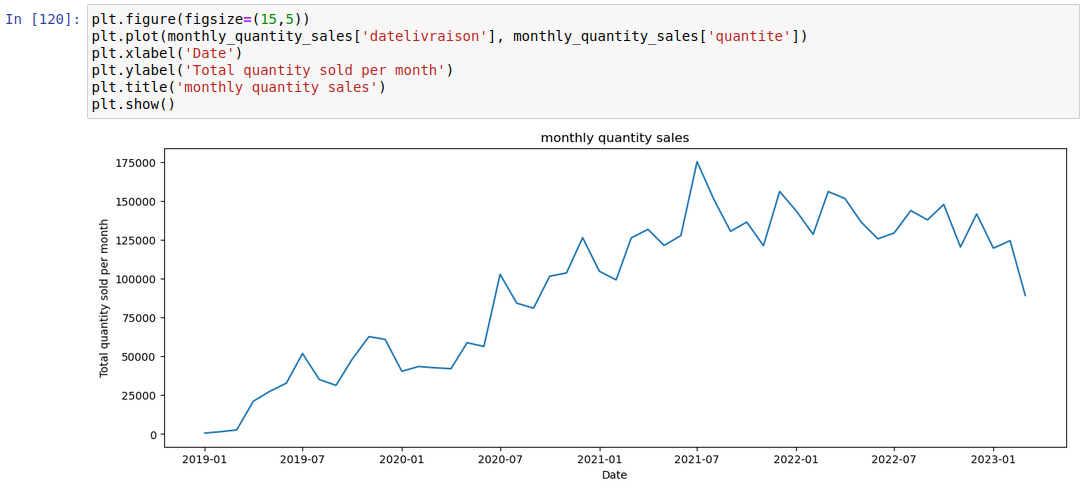 In [120]:
plt.figure(figsize=(15,5))
plt.plot(monthly_quantity_sales['datelivraison'], monthly_quantity_sales['quantite'])
plt.xlabel('Date')
plt.ylabel('Total quantity sold per month')
plt.title('monthly quantity sales')
plt.show()
monthly quantity sales
Total quantity sold per month
175000
150000
125000
100000
75000
50000
25000
0
2019-01 2019-07 2020-01 2020-07 2021-01 2021-07 2022-01 2022-07 2023-01
Date